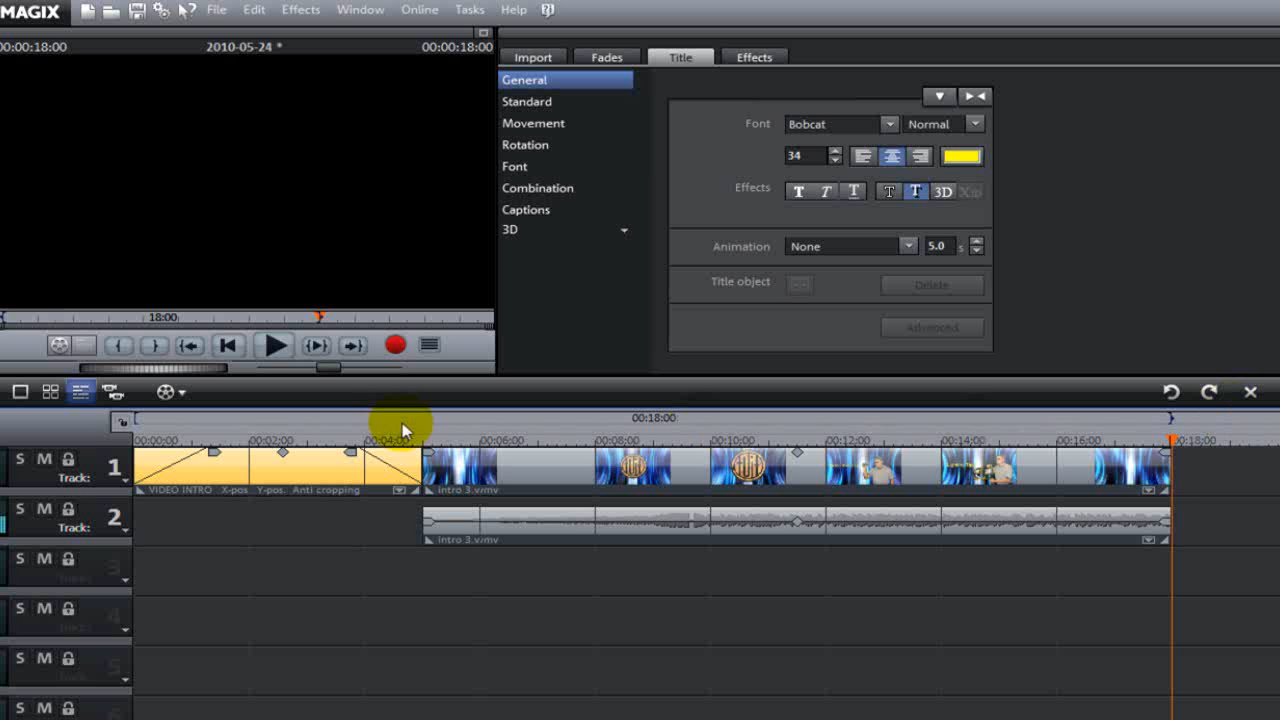 MAGIX File Edit Effects Window Online Tasks Help
00:00:18:00 2010-05-24 * 00:00:18:00
Import Fades Title Effects
General
Standard
Movement
Rotation
Font
Combination
Captions
3D
Font Bobcat Normal
34
Effects T T T T T 3D
Animation None 5.0 s
Title object Delete
Advanced
18:00
00:18:00
00:00:00 00:02:00 00:04:00 00:06:00 00:08:00 00:10:00 00:12:00 00:14:00 00:16:00 00:18:00
S M 1
Track:
VIDEO INTRO X-pos Y-pos. Anti cropping intro 3.wmv
S M 2
Track:
intro 3.wmv
S M 3
S M 4
S M 5
S M